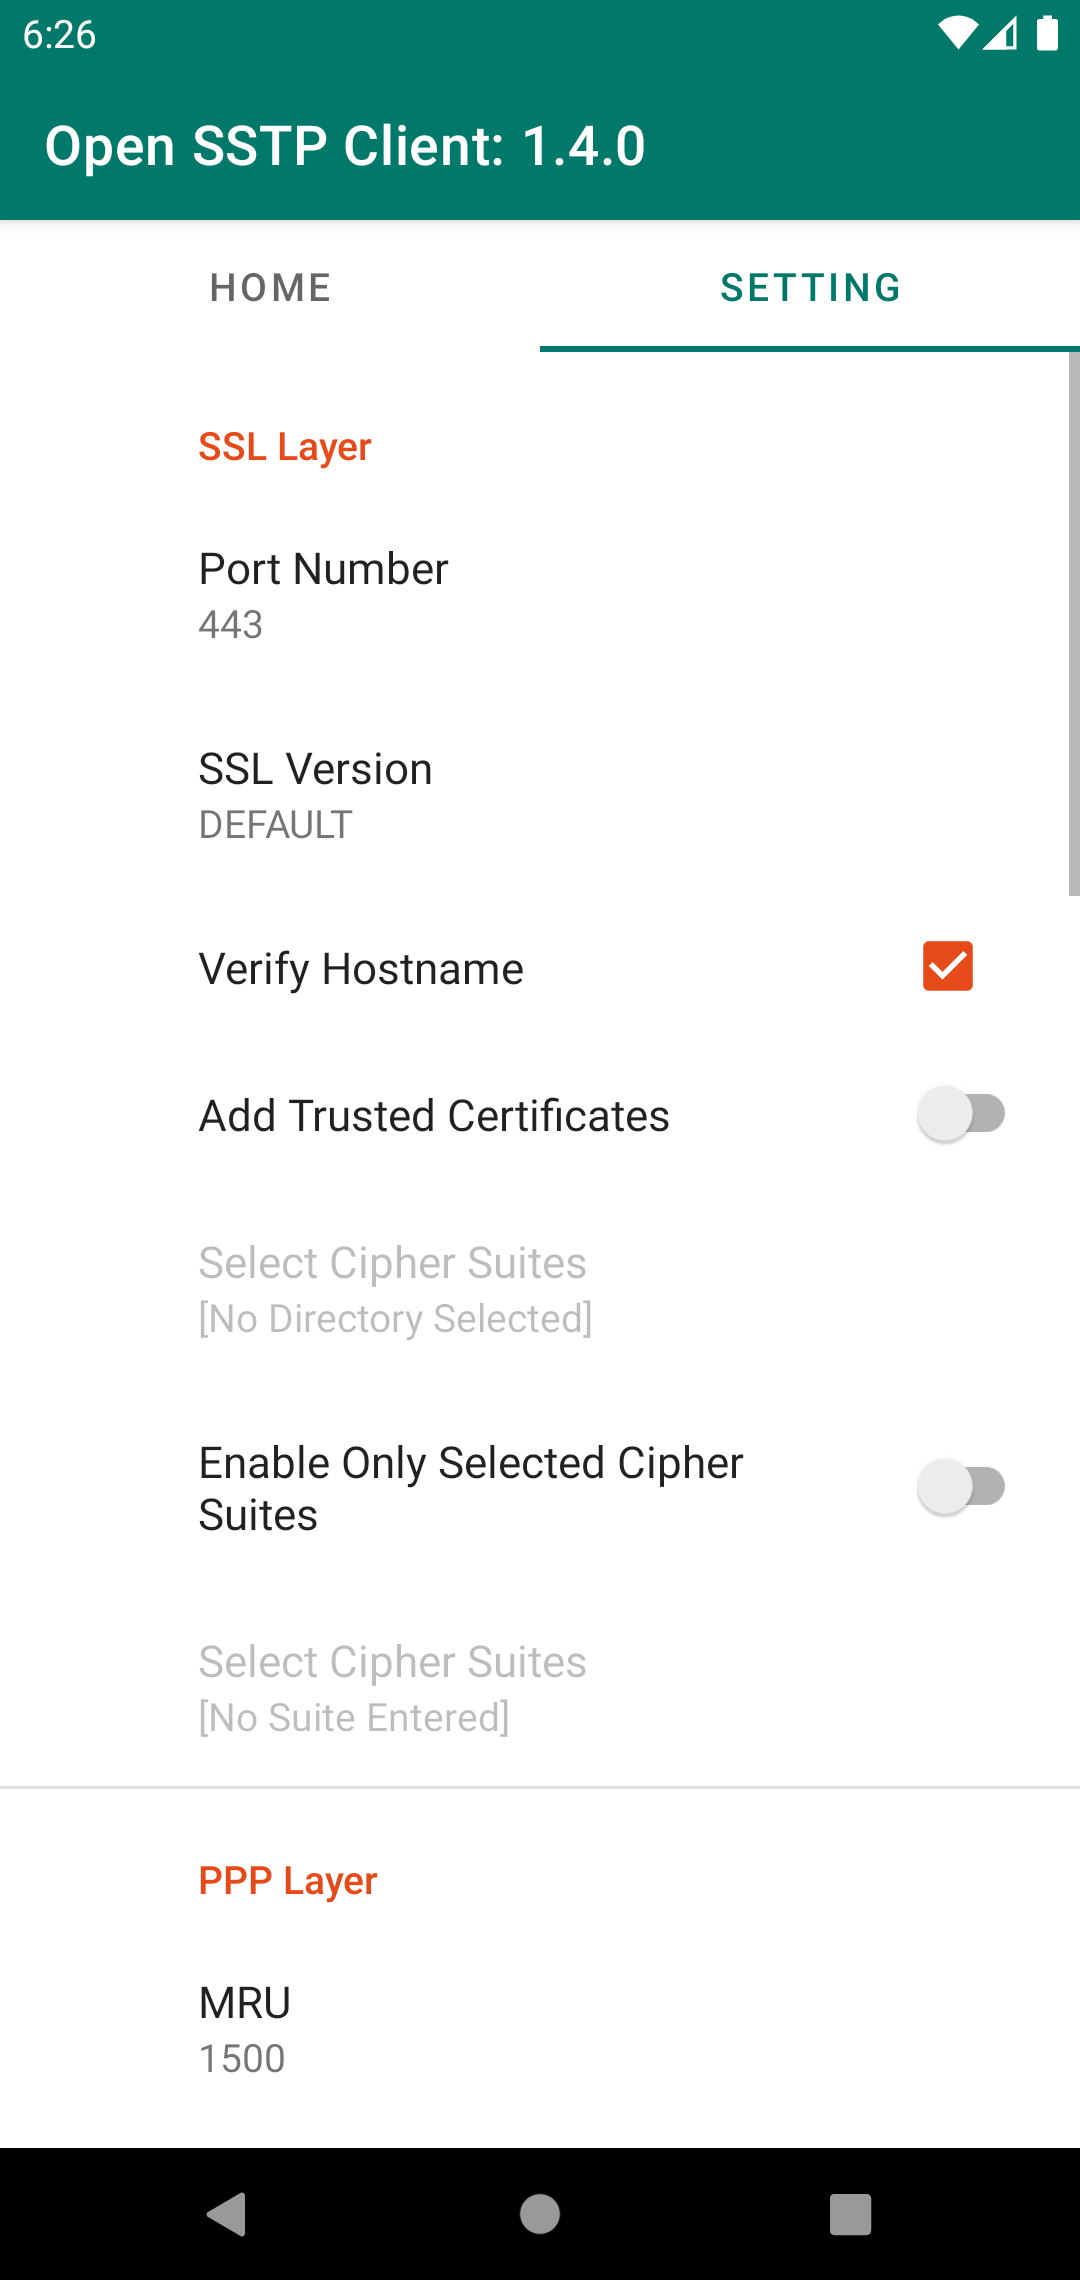 6:26
Open SSTP Client: 1.4.0
HOME
SETTING
SSL Layer
Port Number
443
SSL Version
DEFAULT
Verify Hostname
Add Trusted Certificates
Select Cipher Suites
[No Directory Selected]
Enable Only Selected Cipher
Suites
Select Cipher Suites
[No Suite Entered]
PPP Layer
MRU
1500